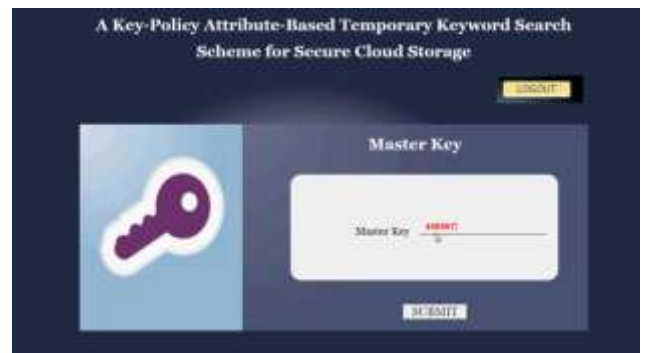 A Key-Policy Attribute-Based Temporary Keyword Search
Scheme for Secure Cloud Storage
LOGOUT
Master Key
Master Key
SUBMIT